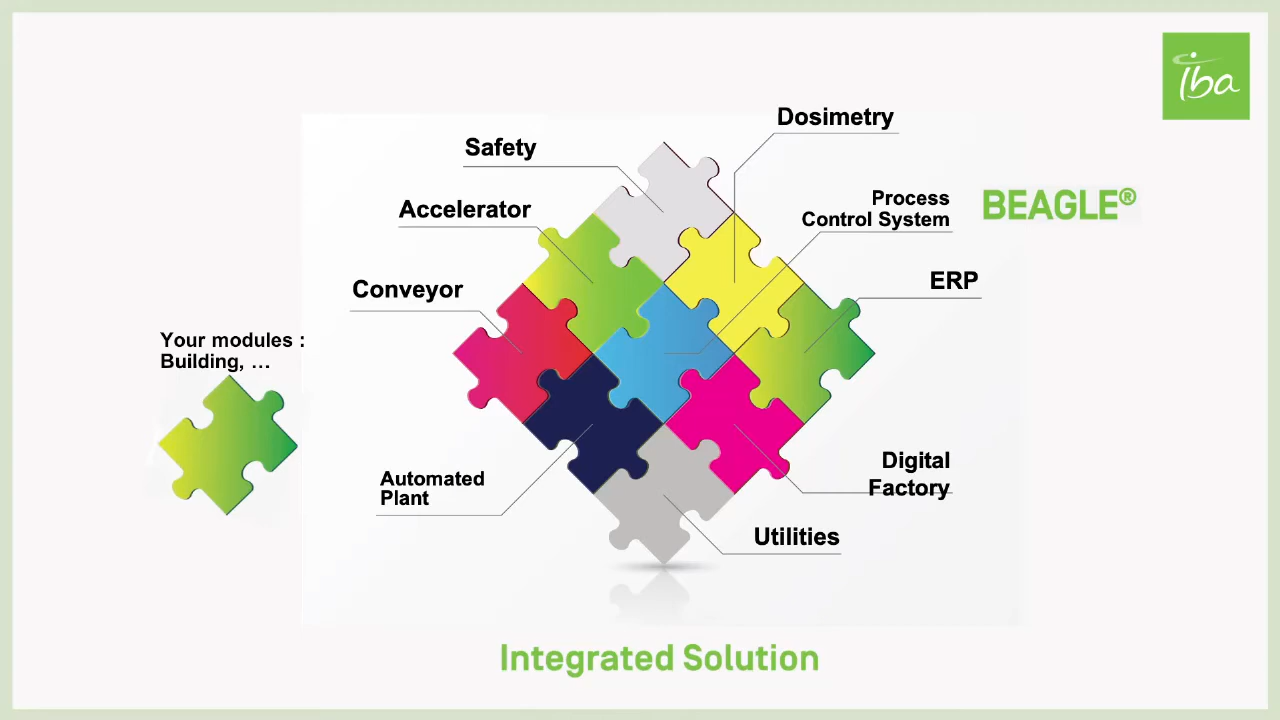 iba
Dosimetry
Safety
Process
Control System
BEAGLE®
Accelerator
ERP
Conveyor
Your modules :
Building, …
Digital
Factory
Automated
Plant
Utilities
Integrated Solution